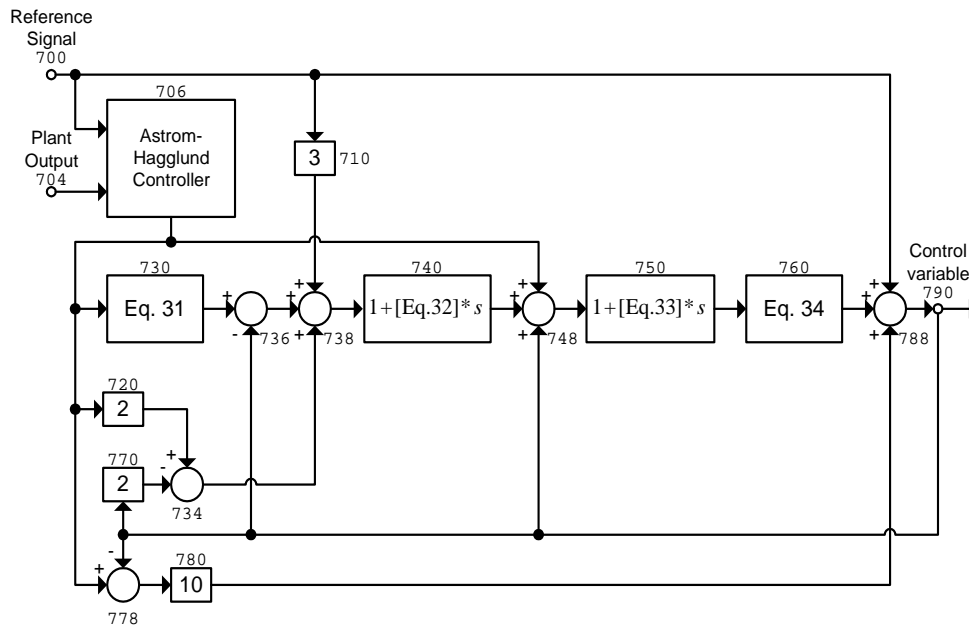 Reference
Signal
700
706
Astrom-
Hagglund
Controller
Plant
Output
704
3
710
730
Eq. 31
+
-
736
+
+
+
738
740
1+[Eq.32]* s
+
+
+
748
750
1+[Eq.33]* s
760
Eq. 34
+
+
+
788
Control
variable
790
720
2
770
2
+
-
734
-
+
778
780
10